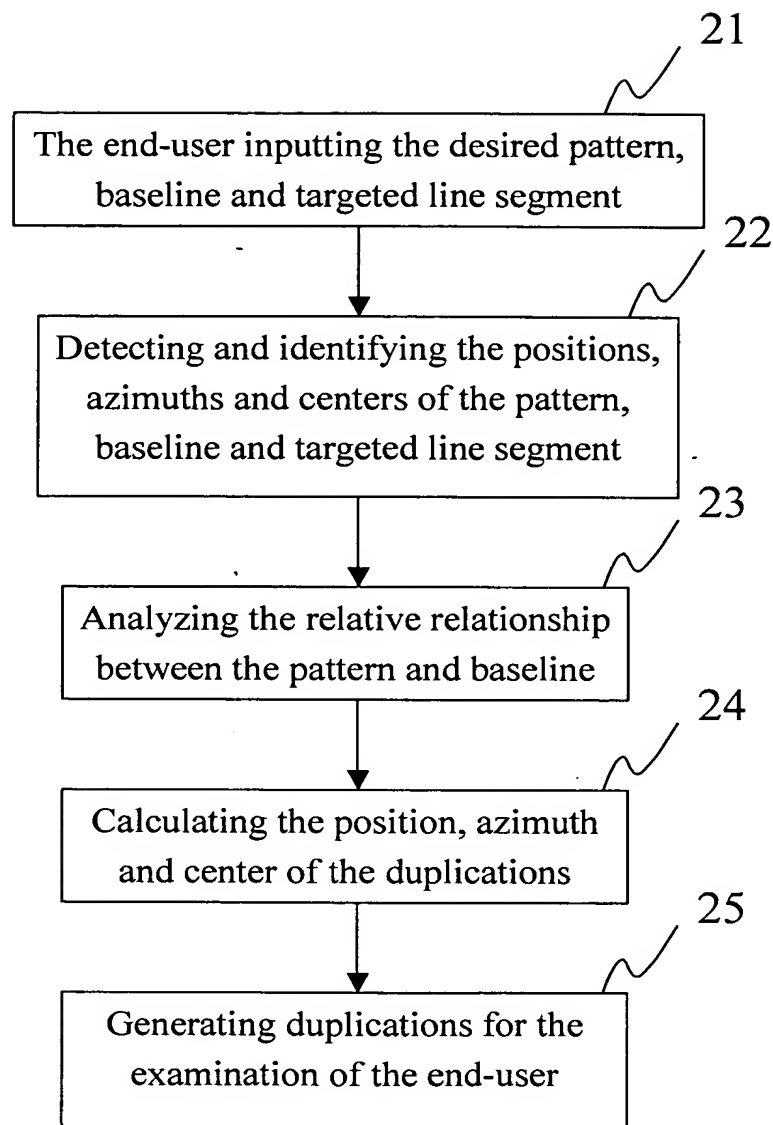 21
The end-user inputting the desired pattern,
baseline and targeted line segment
22
Detecting and identifying the positions,
azimuths and centers of the pattern,
baseline and targeted line segment
23
Analyzing the relative relationship
between the pattern and baseline
24
Calculating the position, azimuth
and center of the duplications
25
Generating duplications for the
examination of the end-user